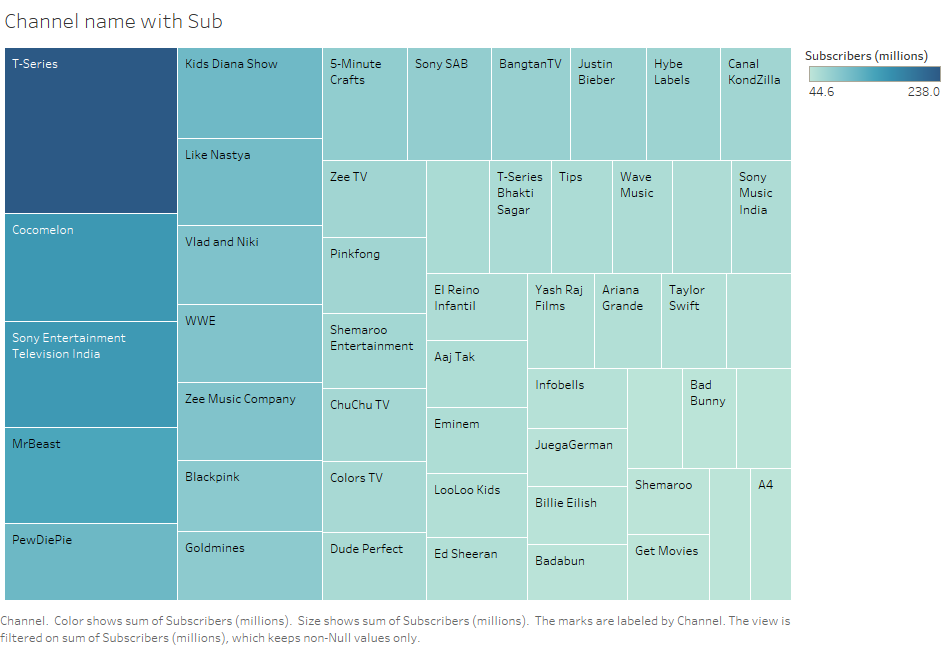 Channel name with Sub
T-Series
Cocomelon
Sony Entertainment
Television India
MrBeast
PewDiePie
Kids Diana Show
Like Nastya
Vlad and Niki
WWE
Zee Music Company
Blackpink
Goldmines
5-Minute
Crafts
Sony SAB
BangtanTV
Justin
Bieber
Hybe
Labels
Canal
KondZilla
Zee TV
Pinkfong
Shemaroo
Entertainment
ChuChu TV
Colors TV
Dude Perfect
T-Series
Bhakti
Sagar
Tips
Wave
Music
Sony
Music
India
El Reino
Infantil
Aaj Tak
Eminem
LooLoo Kids
Ed Sheeran
Yash Raj
Films
Ariana
Grande
Taylor
Swift
Infobells
JuegaGerman
Billie Eilish
Badabun
Bad
Bunny
Shemaroo
Get Movies
A4
Subscribers (millions)
44.6 238.0
Channel.  Color shows sum of Subscribers (millions).  Size shows sum of Subscribers (millions).  The marks are labeled by Channel. The view is
filtered on sum of Subscribers (millions), which keeps non-Null values only.